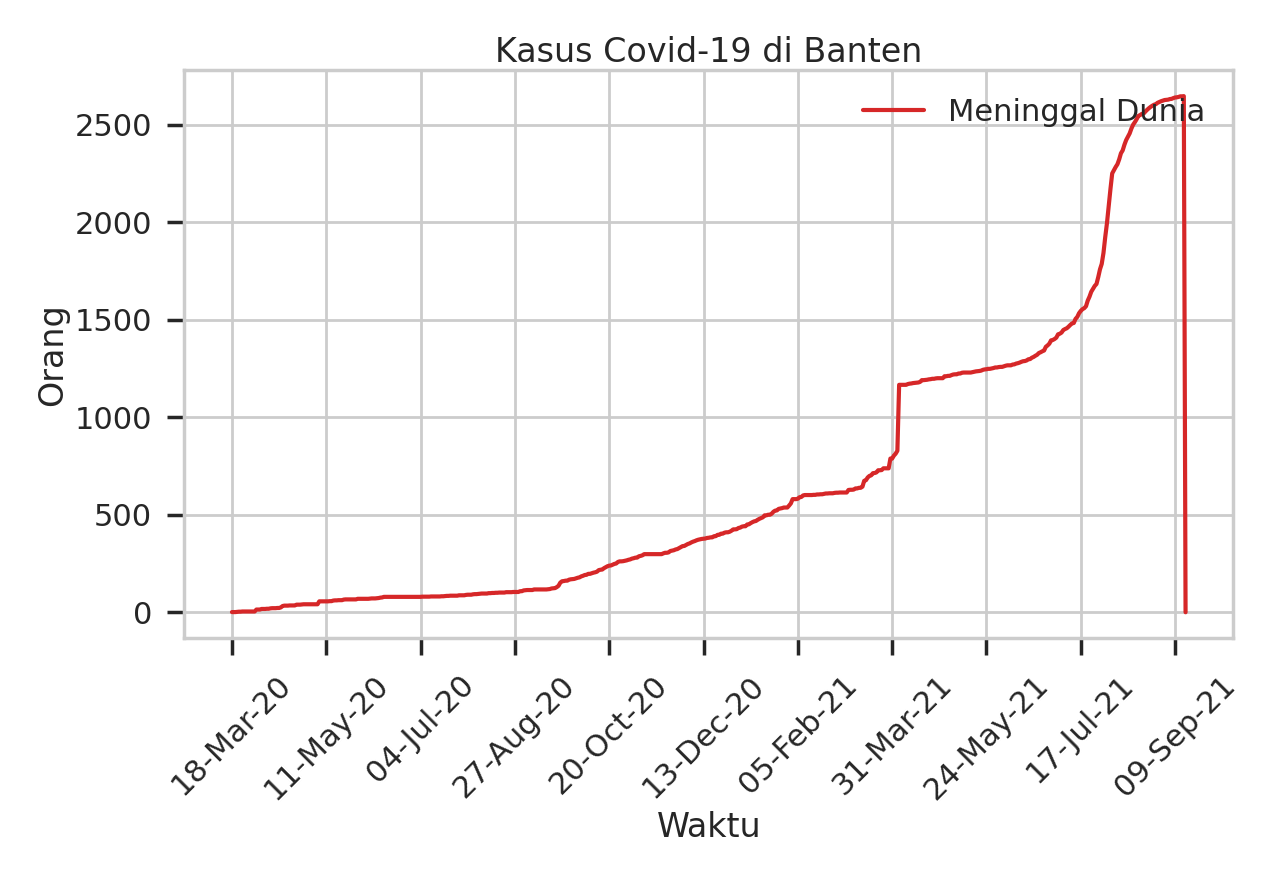 Kasus Covid-19 di Banten
Meninggal Dunia
2500
2000
1500
1000
500
0
Orang
18-Mar-20
11-May-20
04-Jul-20
27-Aug-20
20-Oct-20
13-Dec-20
05-Feb-21
31-Mar-21
24-May-21
17-Jul-21
09-Sep-21
Waktu